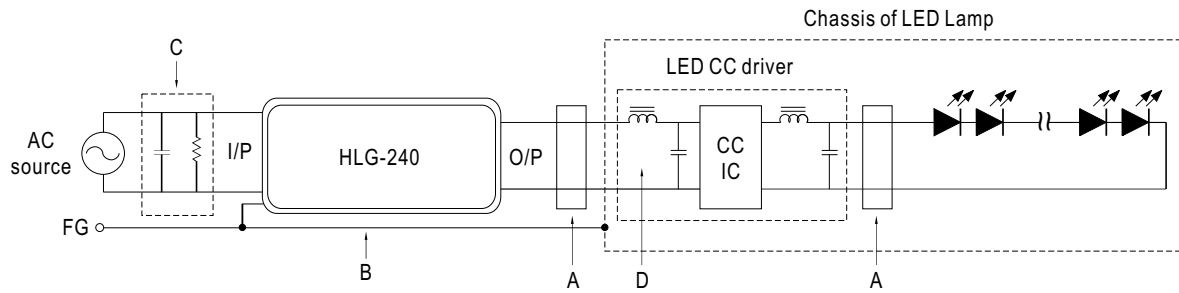 Chassis of LED Lamp
C
LED CC driver
AC
source
I/P
HLG-240
O/P
CC
IC
FG
B
A
D
A